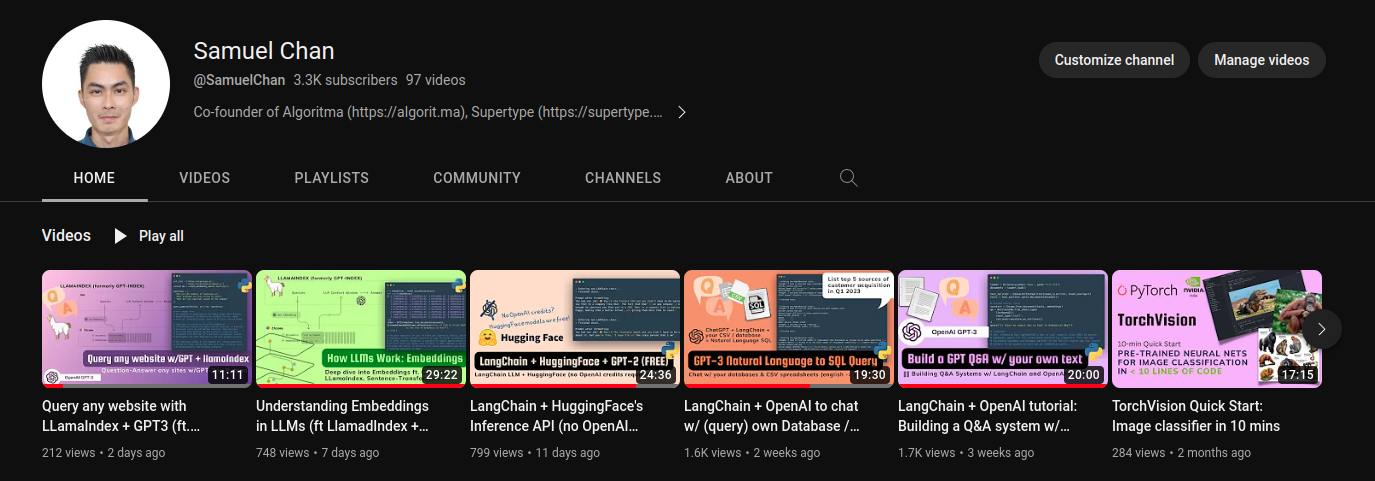 Samuel Chan
@SamuelChan 3.3K subscribers 97 videos
Co-founder of Algoritma (https://algorit.ma), Supertype (https://supertype....
Customize channel
Manage videos
HOME
VIDEOS
PLAYLISTS
COMMUNITY
CHANNELS
ABOUT
Videos
Play all
LLAMAINDEX (formerly GPT-INDEX)
Query any website w/GPT + llamaIndex
Question-Answer any sites w/GPT
OpenAI GPT-3
11:11
Query any website with
LLamaIndex + GPT3 (ft....
212 views • 2 days ago
LLAMAINDEX (formerly GPT-INDEX)
How LLMs Work: Embeddings
Deep dive into Embeddings ft.
LlamaIndex, Sentence-Transfo
29:22
Understanding Embeddings
in LLMs (ft LlamadIndex +...
748 views • 7 days ago
No OpenAI credits?
HuggingFace models are free!
Hugging Face
LangChain + HuggingFace + GPT-2 (FREE)
LangChain LLM + HuggingFace (no OpenAI credits req
24:36
LangChain + HuggingFace's
Inference API (no OpenAI...
799 views • 11 days ago
List top 5 sources of
customer acquisition
in Q1 2023
CSV
SQL
ChatGPT + LangChain +
your CSV / database
= Natural Language SQL
GPT-3 Natural Language to SQL Query
Chat w/ your databases & CSV spreadsheets (english
19:30
LangChain + OpenAI to chat
w/ (query) own Database /...
1.6K views • 2 weeks ago
Q
A
OpenAI GPT-3
Build a GPT Q&A w/ your own text
Building Q&A Systems w/ LangChain and OpenAI
20:00
LangChain + OpenAI tutorial:
Building a Q&A system w/...
1.7K views • 3 weeks ago
PyTorch
NVIDIA
TorchVision
10-min Quick Start
PRE-TRAINED NEURAL NETS
FOR IMAGE CLASSIFICATION
IN < 10 LINES OF CODE
17:15
TorchVision Quick Start:
Image classifier in 10 mins
284 views • 2 months ago